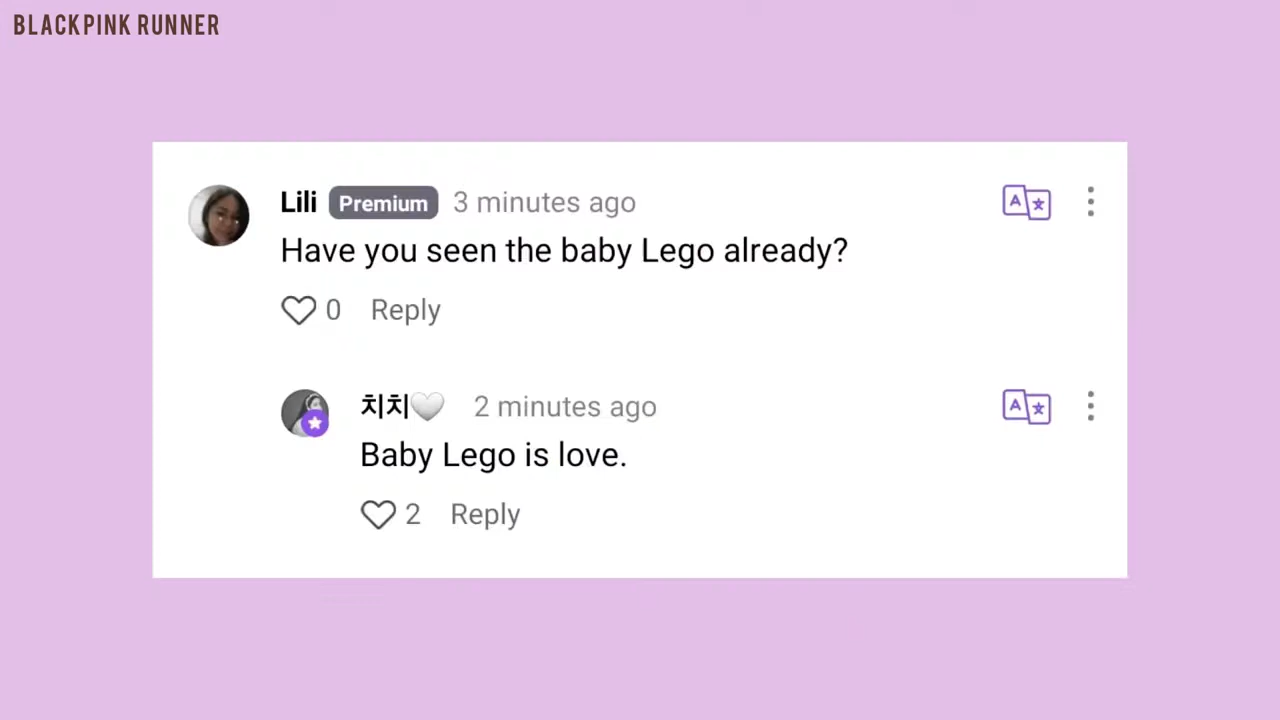 BLACKPINK RUNNER
Lili Premium 3 minutes ago
Have you seen the baby Lego already?
0 Reply
치치🤍 2 minutes ago
Baby Lego is love.
2 Reply